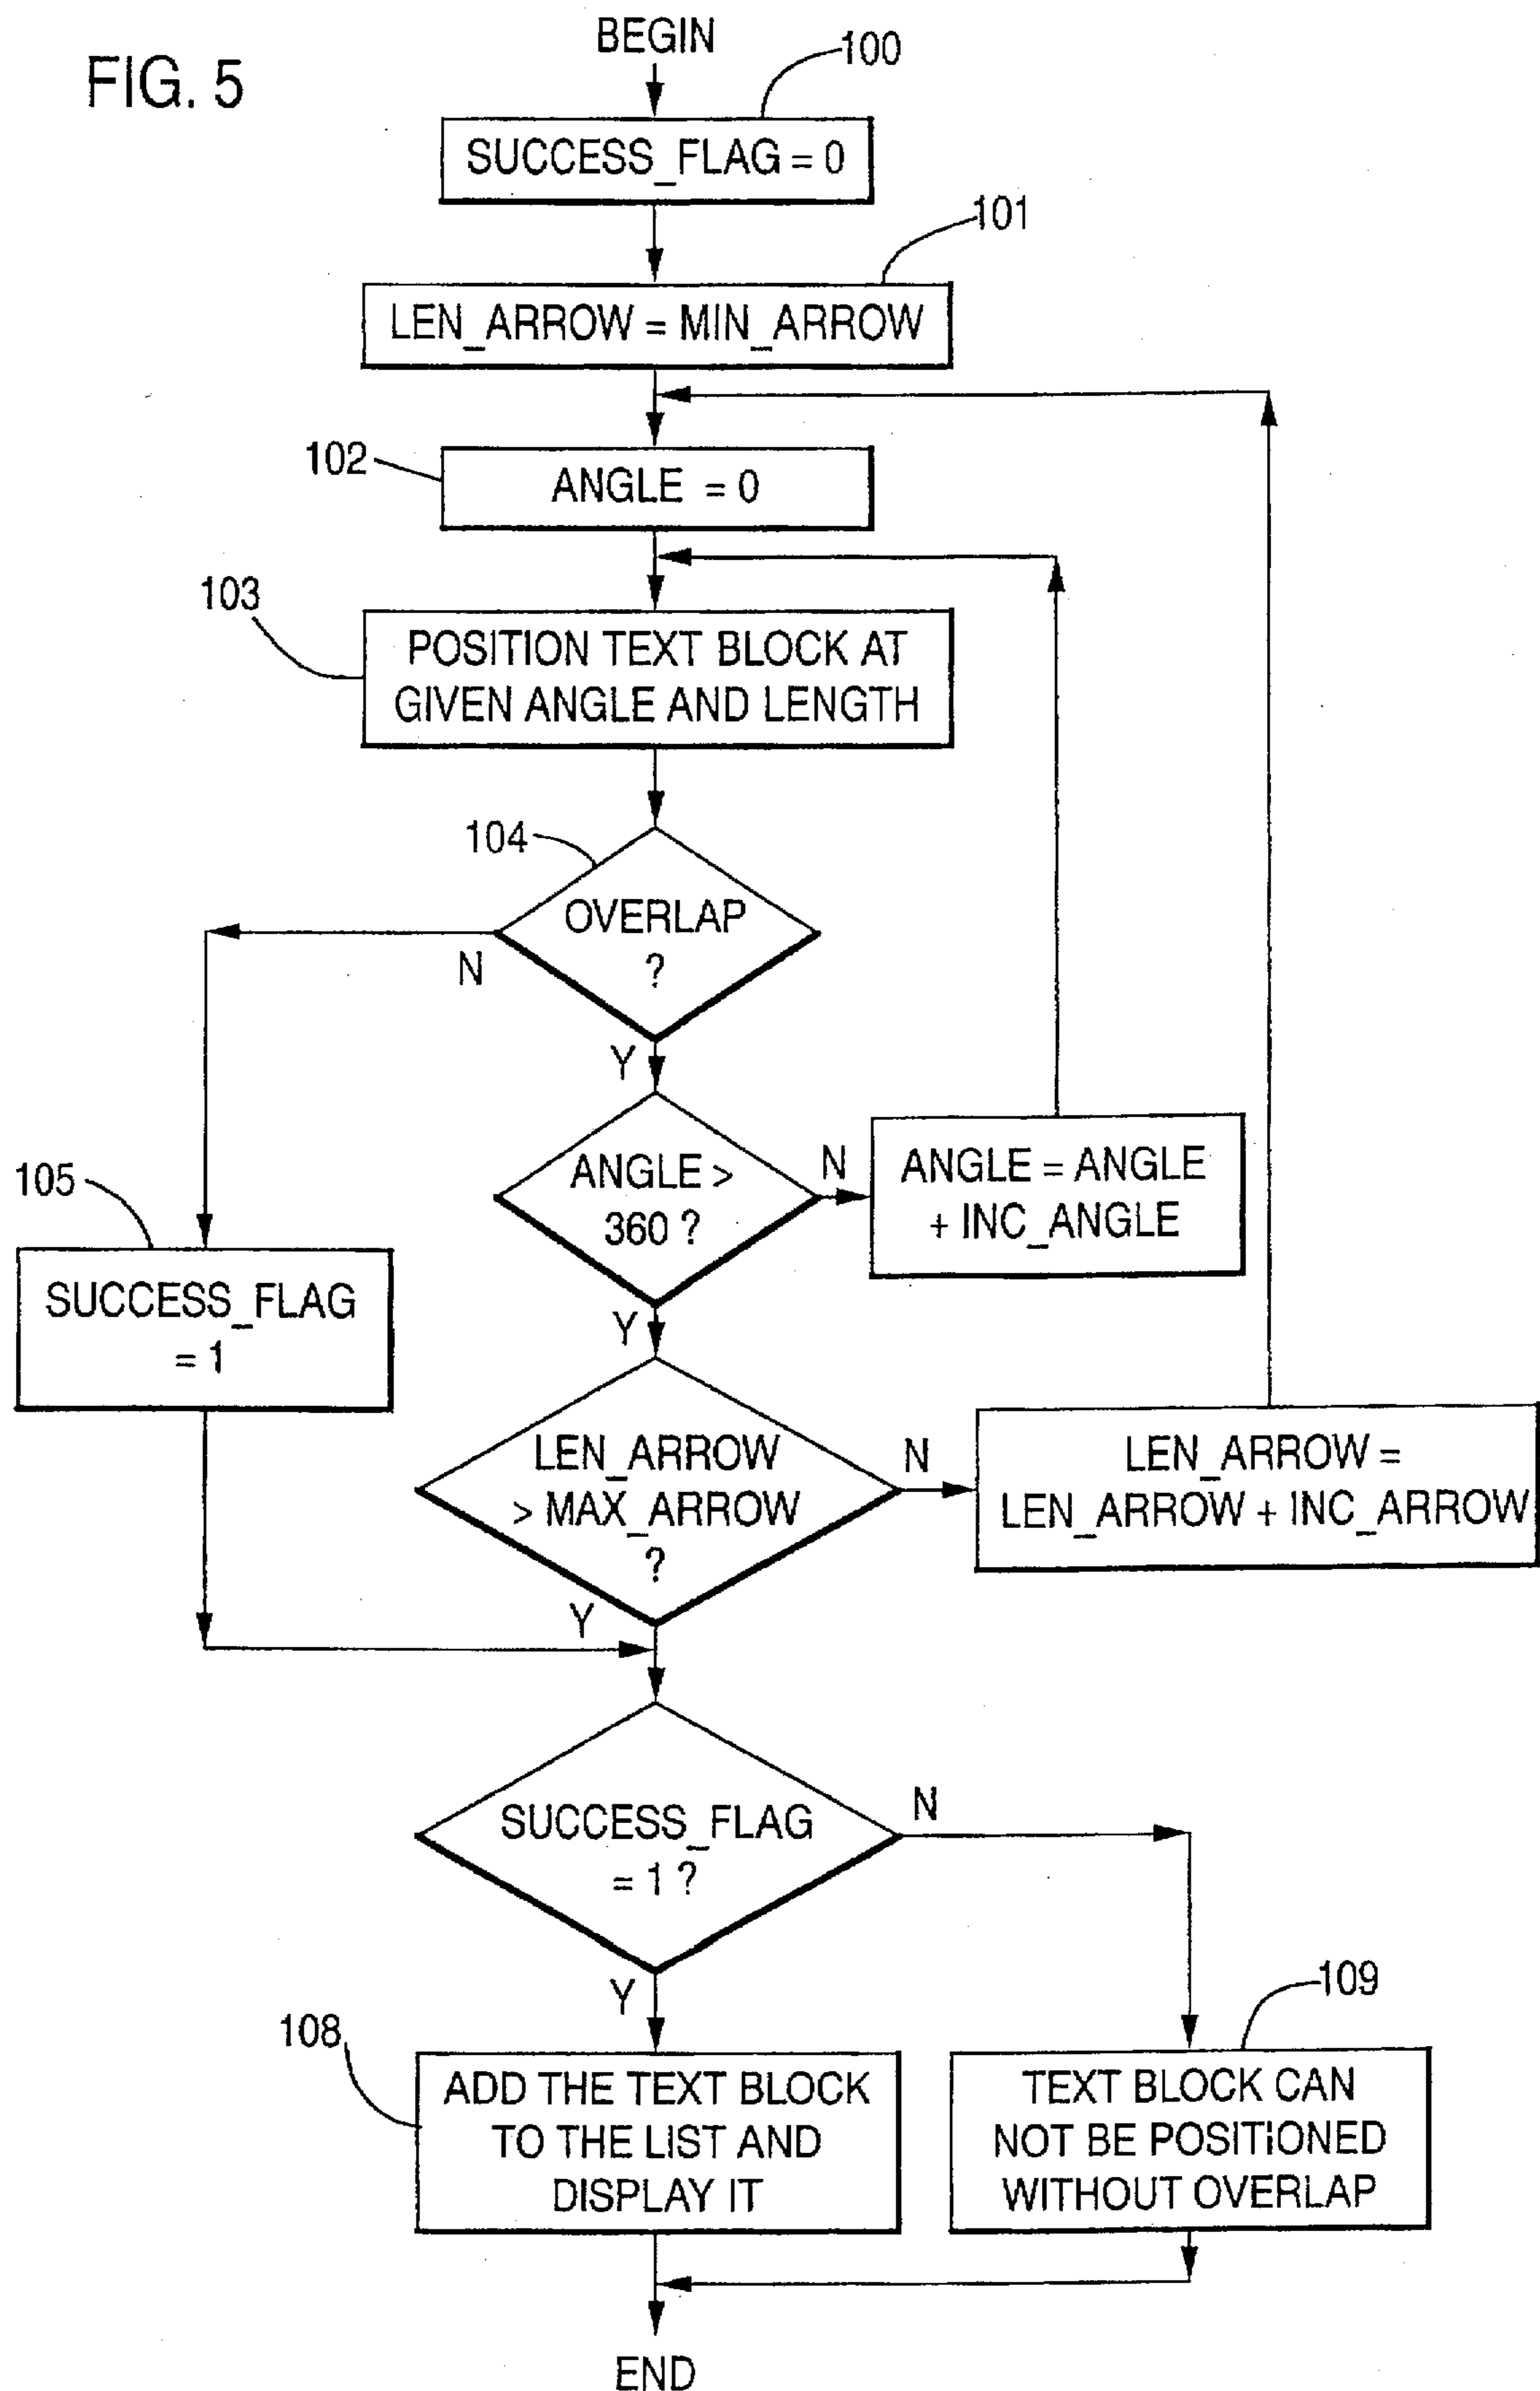 FIG. 5
BEGIN
100
SUCCESS_FLAG = 0
101
LEN_ARROW = MIN_ARROW
102
ANGLE = 0
103
POSITION TEXT BLOCK AT
GIVEN ANGLE AND LENGTH
104
OVERLAP
?
N
Y
105
SUCCESS_FLAG
= 1
ANGLE >
360 ?
N
ANGLE = ANGLE
+ INC_ANGLE
Y
LEN_ARROW
> MAX_ARROW
?
N
LEN_ARROW =
LEN_ARROW + INC_ARROW
Y
SUCCESS_FLAG
= 1 ?
N
Y
108
ADD THE TEXT BLOCK
TO THE LIST AND
DISPLAY IT
109
TEXT BLOCK CAN
NOT BE POSITIONED
WITHOUT OVERLAP
END